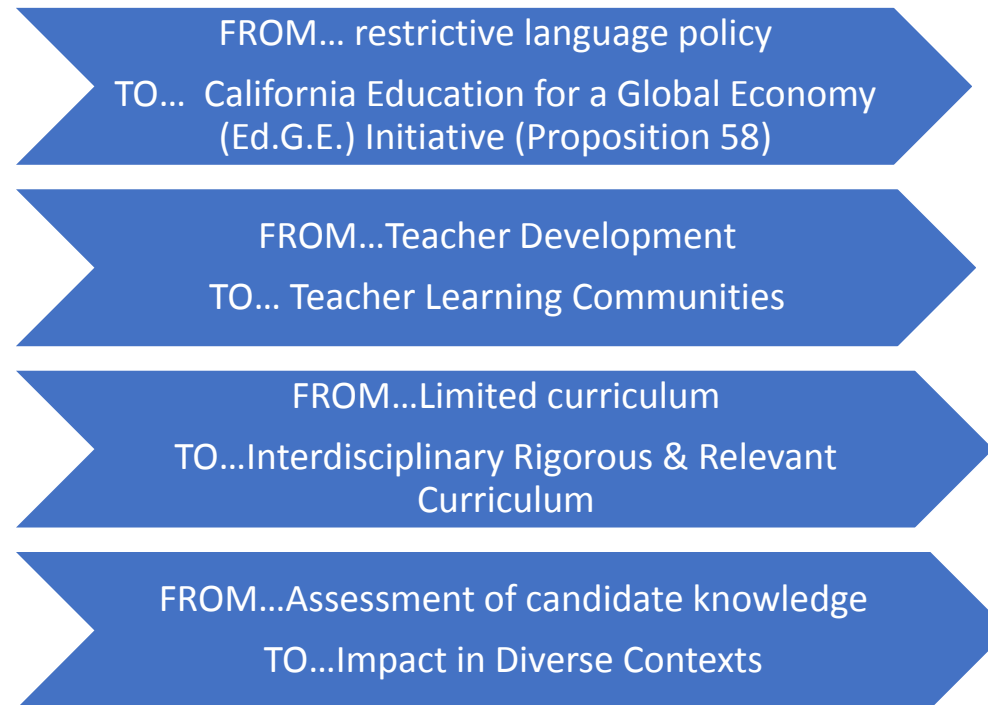 FROM… restrictive language policy
TO…  California Education for a Global Economy
(Ed.G.E.) Initiative (Proposition 58)
FROM…Teacher Development
TO… Teacher Learning Communities
FROM…Limited curriculum
TO…Interdisciplinary Rigorous & Relevant
Curriculum
FROM…Assessment of candidate knowledge
TO…Impact in Diverse Contexts